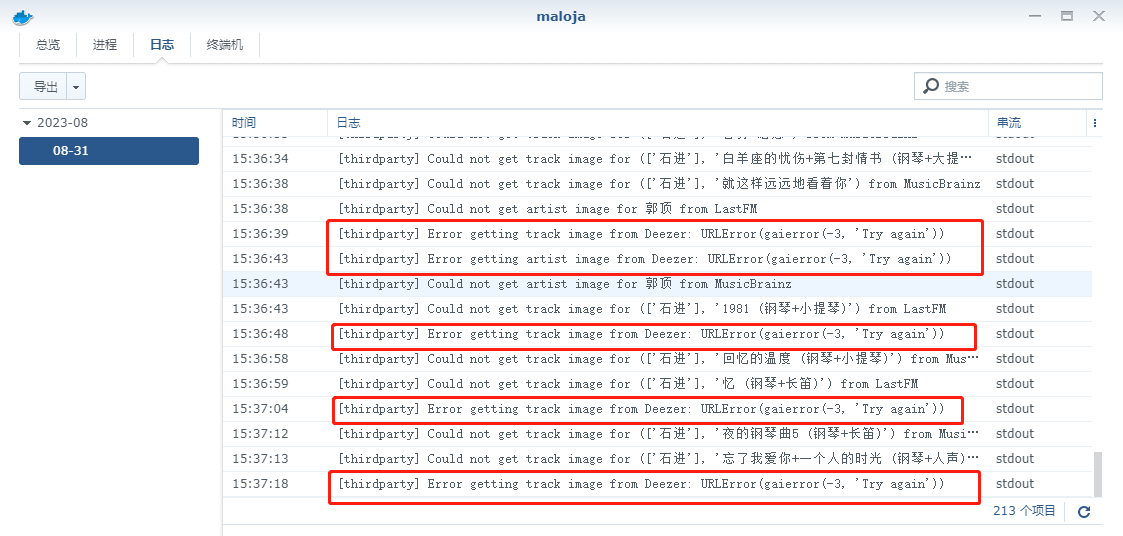 maloja
总览 进程 日志 终端机
导出 搜索
2023-08
08-31
时间 日志 串流
15:36:34 [thirdparty] Could not get track image for (['石进'], '白羊座的忧伤+第七封情书 (钢琴+大提… stdout
15:36:38 [thirdparty] Could not get track image for (['石进'], '就这样远远地看着你') from MusicBrainz stdout
15:36:38 [thirdparty] Could not get artist image for 郭顶 from LastFM stdout
15:36:39 [thirdparty] Error getting track image from Deezer: URLError(gaierror(-3, 'Try again')) stdout
15:36:43 [thirdparty] Error getting artist image from Deezer: URLError(gaierror(-3, 'Try again')) stdout
15:36:43 [thirdparty] Could not get artist image for 郭顶 from MusicBrainz stdout
15:36:43 [thirdparty] Could not get track image for (['石进'], '1981 (钢琴+小提琴)') from LastFM stdout
15:36:48 [thirdparty] Error getting track image from Deezer: URLError(gaierror(-3, 'Try again')) stdout
15:36:58 [thirdparty] Could not get track image for (['石进'], '回忆的温度 (钢琴+小提琴)') from Mus… stdout
15:36:59 [thirdparty] Could not get track image for (['石进'], '忆 (钢琴+长笛)') from LastFM stdout
15:37:04 [thirdparty] Error getting track image from Deezer: URLError(gaierror(-3, 'Try again')) stdout
15:37:12 [thirdparty] Could not get track image for (['石进'], '夜的钢琴曲5 (钢琴+长笛)') from Musi… stdout
15:37:13 [thirdparty] Could not get track image for (['石进'], '忘了我爱你+一个人的时光 (钢琴+人声)… stdout
15:37:18 [thirdparty] Error getting track image from Deezer: URLError(gaierror(-3, 'Try again')) stdout
213 个项目